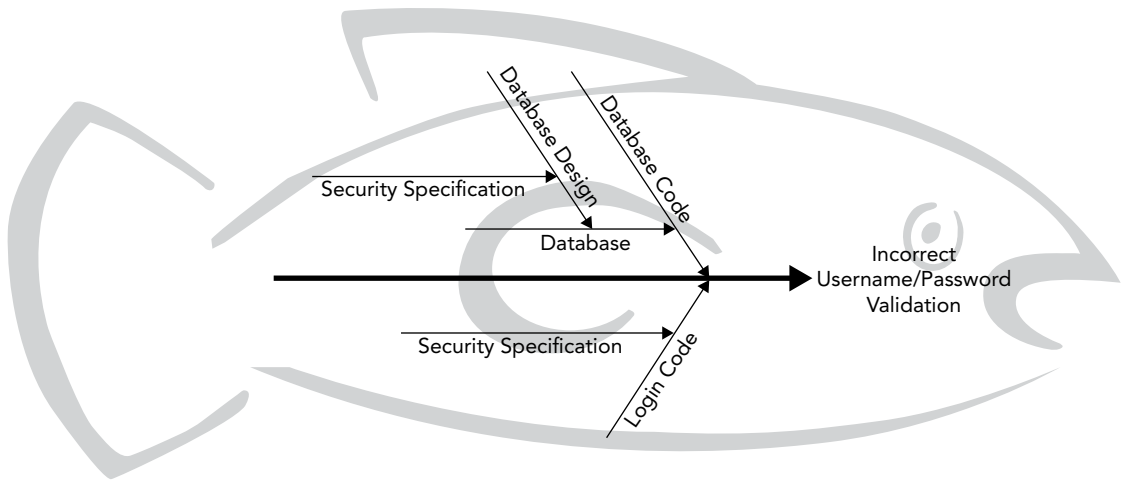 Database Design
Database Code
Security Specification
Database
Incorrect
Username/Password
Validation
Security Specification
Login Code